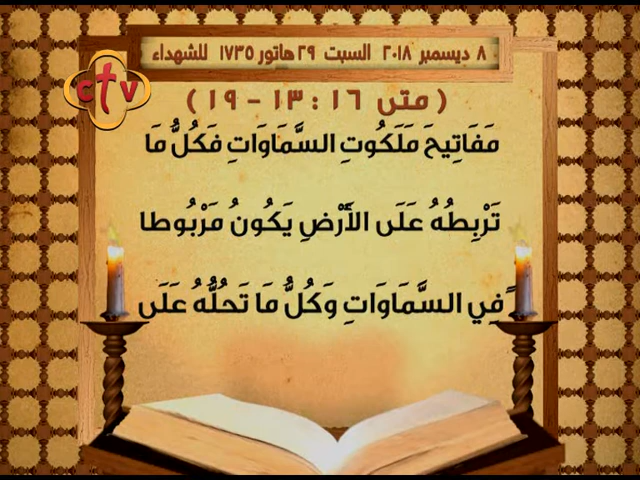 ٨ ديسمبر ٢٠١٨ السبت ٢٩ هاتور ١٧٣٥ للشهداء
ctv
(متى ١٦ : ١٣ - ١٩)
مَفَاتِيحَ مَلَكُوتِ السَّمَاوَاتِ فَكُلُّ مَا
تَرْبِطُهُ عَلَى الأَرْضِ يَكُونُ مَرْبُوطا
ًفِي السَّمَاوَاتِ وَكُلُّ مَا تَحُلُّهُ عَلَى